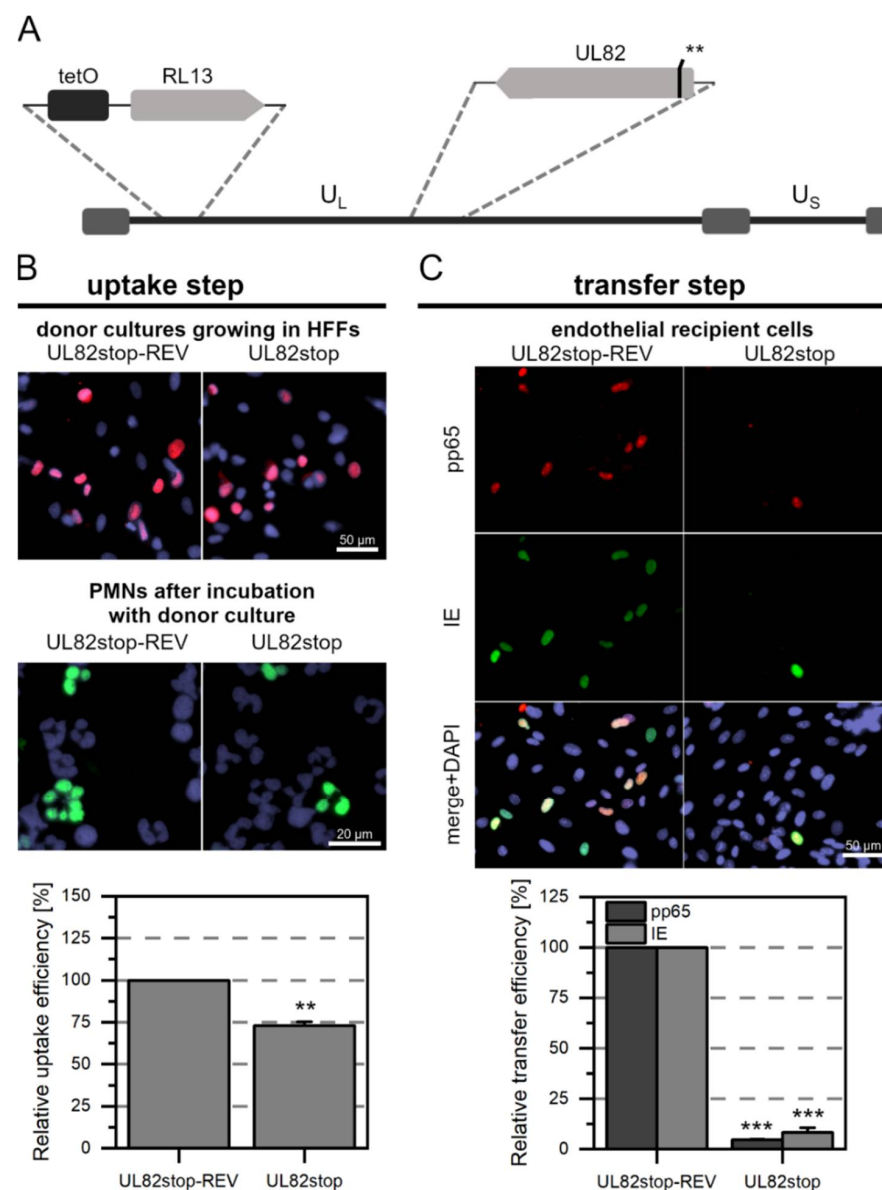 A
tetO
RL13
UL82
**
UL
US
B
uptake step
donor cultures growing in HFFs
UL82stop-REV
UL82stop
50 µm
PMNs after incubation
with donor culture
UL82stop-REV
UL82stop
20 µm
Relative uptake efficiency [%]
150
125
100
75
50
25
0
**
UL82stop-REV
UL82stop
C
transfer step
endothelial recipient cells
UL82stop-REV
UL82stop
pp65
IE
merge+DAPI
50 µm
Relative transfer efficiency [%]
125
100
75
50
25
0
pp65
IE
***
***
UL82stop-REV
UL82stop